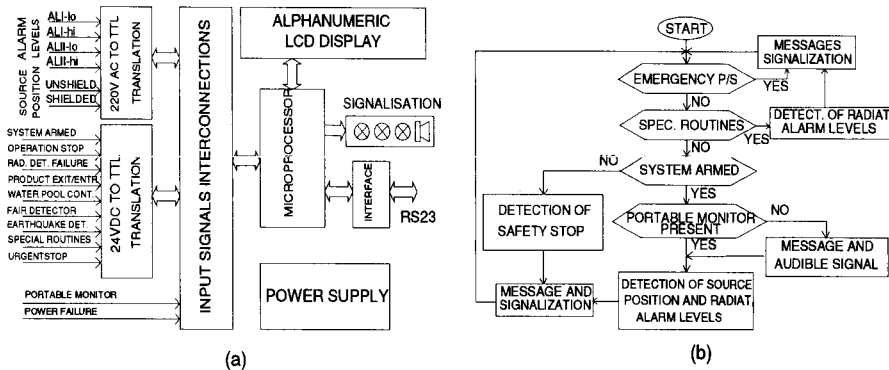 SOURCE ALARM
POSITION LEVELS
ALI-lo
ALI-hi
ALII-lo
ALII-hi
UNSHIELD.
SHIELDED
220V AC TO TTL
TRANSLATION
SYSTEM ARMED
OPERATION STOP
RAD. DET. FAILURE
PRODUCT EXIT/ENTR.
WATER POOL CONT.
FAIR DETECTOR
EARTHQUAKE DET.
SPECIAL ROUTINES
URGENTSTOP
24VDC TO TTL
TRANSLATION
PORTABLE MONITOR
POWER FAILURE
INPUT SIGNALS INTERCONNECTIONS
ALPHANUMERIC
LCD DISPLAY
MICROPROCESSOR
SIGNALISATION
INTERFACE
RS23
POWER SUPPLY
(a)
START
MESSAGES
SIGNALIZATION
EMERGENCY P/S
YES
NO
SPEC. ROUTINES
YES
DETECT. OF RADIAT
ALARM LEVELS
NO
NO
SYSTEM ARMED
YES
DETECTION OF
SAFETY STOP
PORTABLE MONITOR
PRESENT
NO
YES
MESSAGE AND
AUDIBLE SIGNAL
MESSAGE AND
SIGNALIZATION
DETECTION OF SOURCE
POSITION AND RADIAT.
ALARM LEVELS
(b)